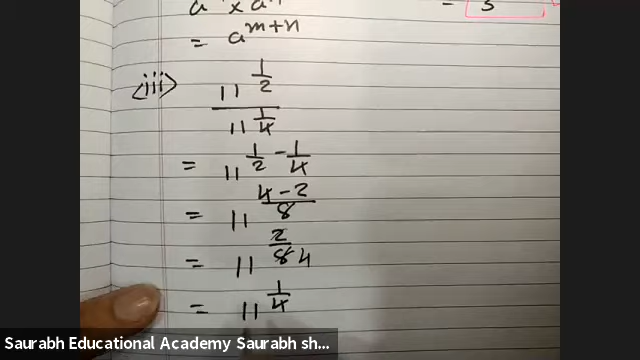 a^m × a^n
= a^{m+n}
(iii) 11^{1/2} / 11^{1/4}
= 11^{1/2 - 1/4}
= 11^{(4-2)/8}
= 11^{2/8} 4
= 11^{1/4}
Saurabh Educational Academy Saurabh sh...